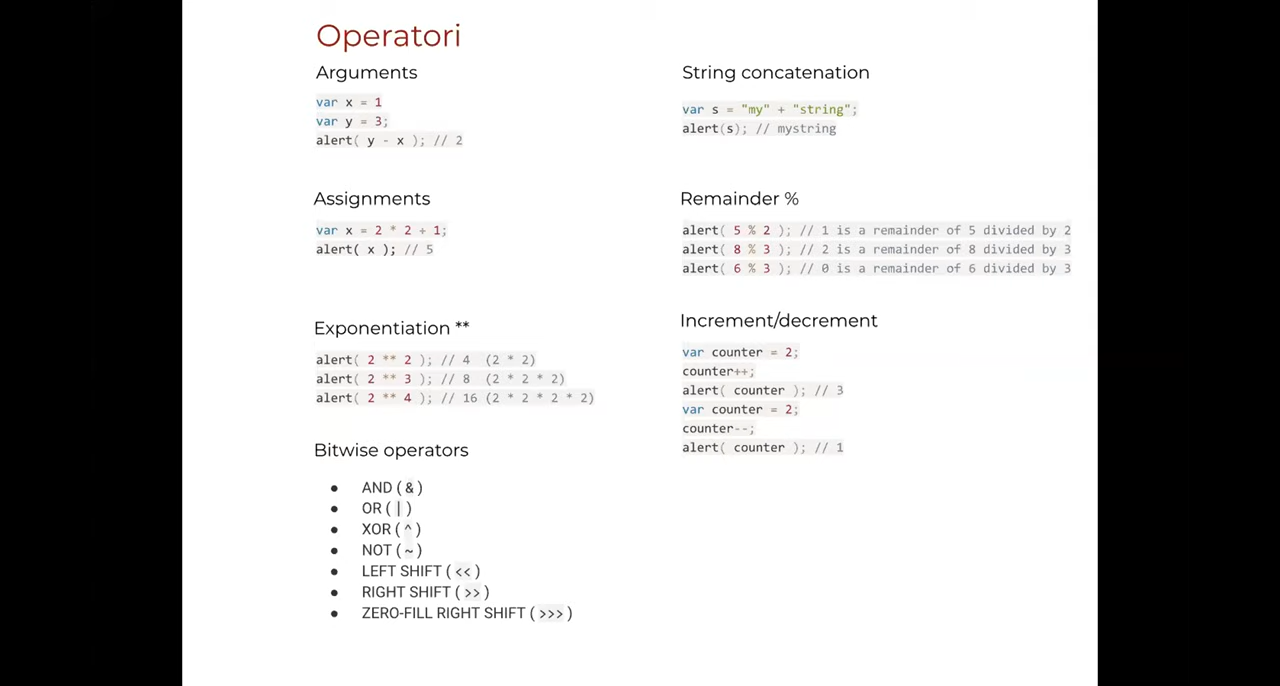 Operatori
Arguments
var x = 1
var y = 3;
alert( y - x ); // 2
Assignments
var x = 2 * 2 + 1;
alert( x ); // 5
Exponentiation **
alert( 2 ** 2 ); // 4  (2 * 2)
alert( 2 ** 3 ); // 8  (2 * 2 * 2)
alert( 2 ** 4 ); // 16 (2 * 2 * 2 * 2)
Bitwise operators
● AND ( & )
● OR ( | )
● XOR ( ^ )
● NOT ( ~ )
● LEFT SHIFT ( << )
● RIGHT SHIFT ( >> )
● ZERO-FILL RIGHT SHIFT ( >>> )
String concatenation
var s = "my" + "string";
alert(s); // mystring
Remainder %
alert( 5 % 2 ); // 1 is a remainder of 5 divided by 2
alert( 8 % 3 ); // 2 is a remainder of 8 divided by 3
alert( 6 % 3 ); // 0 is a remainder of 6 divided by 3
Increment/decrement
var counter = 2;
counter++;
alert( counter ); // 3
var counter = 2;
counter--;
alert( counter ); // 1